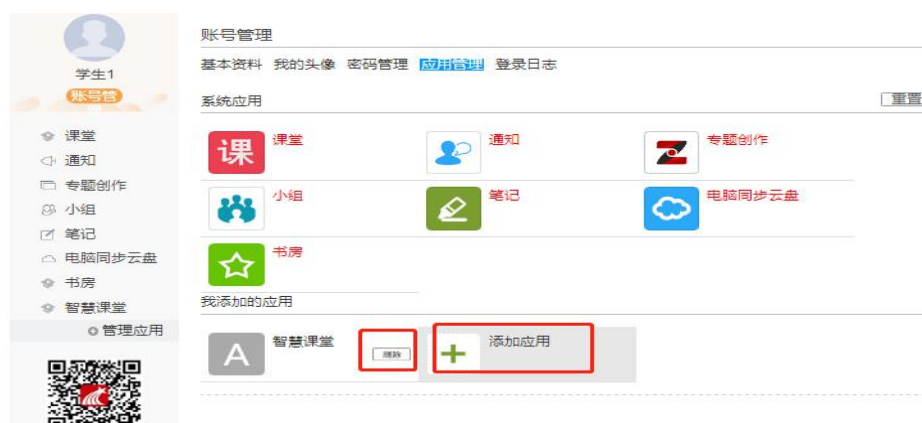 学生1
账号管
课堂
通知
专题创作
小组
笔记
电脑同步云盘
书房
智慧课堂
管理应用
账号管理
基本资料 我的头像 密码管理 应用管理 登录日志
系统应用 重置
课 课堂 通知 专题创作
小组 笔记 电脑同步云盘
书房
我添加的应用
A 智慧课堂 删除 添加应用